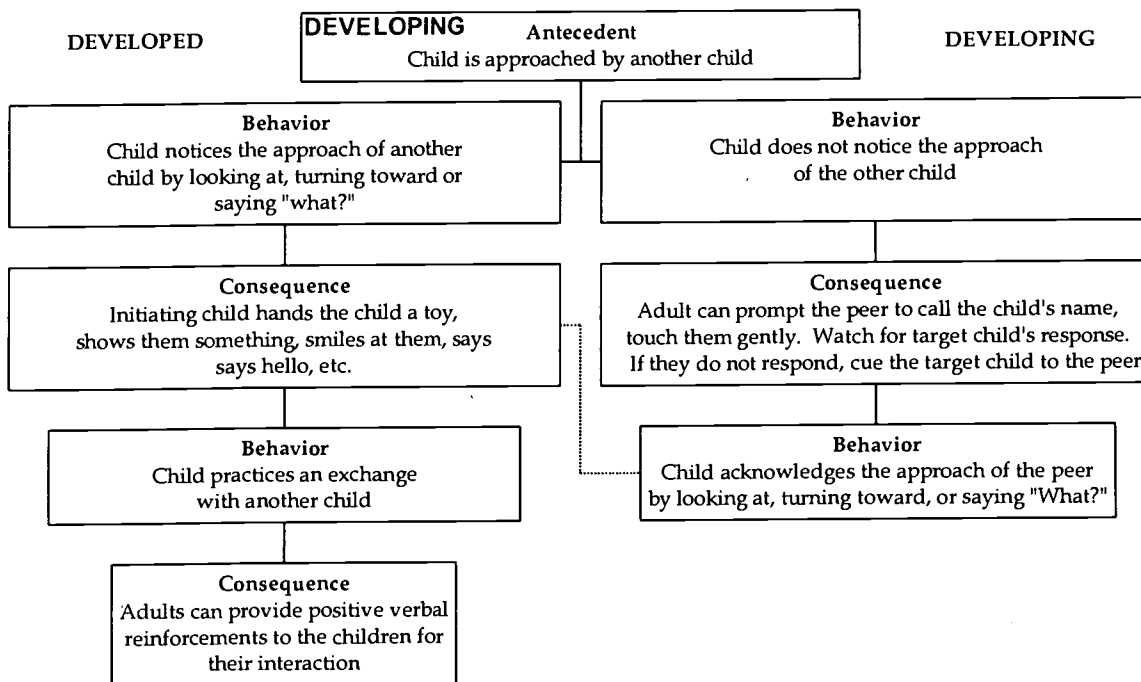 DEVELOPED
DEVELOPING
DEVELOPING
Antecedent
Child is approached by another child
Behavior
Child notices the approach of another
child by looking at, turning toward or
saying "what?"
Behavior
Child does not notice the approach
of the other child
Consequence
Initiating child hands the child a toy,
shows them something, smiles at them, says
says hello, etc.
Consequence
Adult can prompt the peer to call the child's name,
touch them gently. Watch for target child's response.
If they do not respond, cue the target child to the peer
Behavior
Child practices an exchange
with another child
Behavior
Child acknowledges the approach of the peer
by looking at, turning toward, or saying "What?"
Consequence
Adults can provide positive verbal
reinforcements to the children for
their interaction